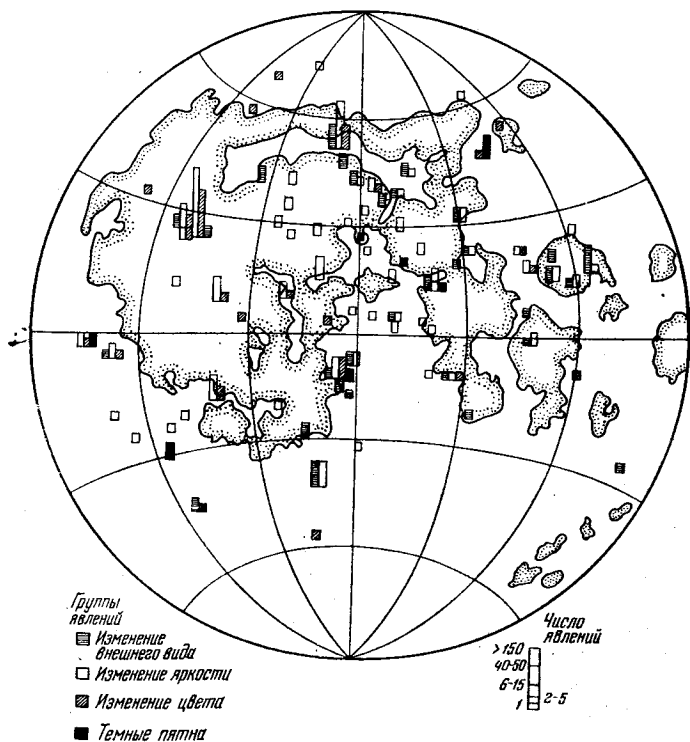 Группы
явлений
Изменение
внешнего вида
Изменение яркости
Изменение цвета
Темные пятна
Число
явлений
>150
40-50
6-15
2-5
1